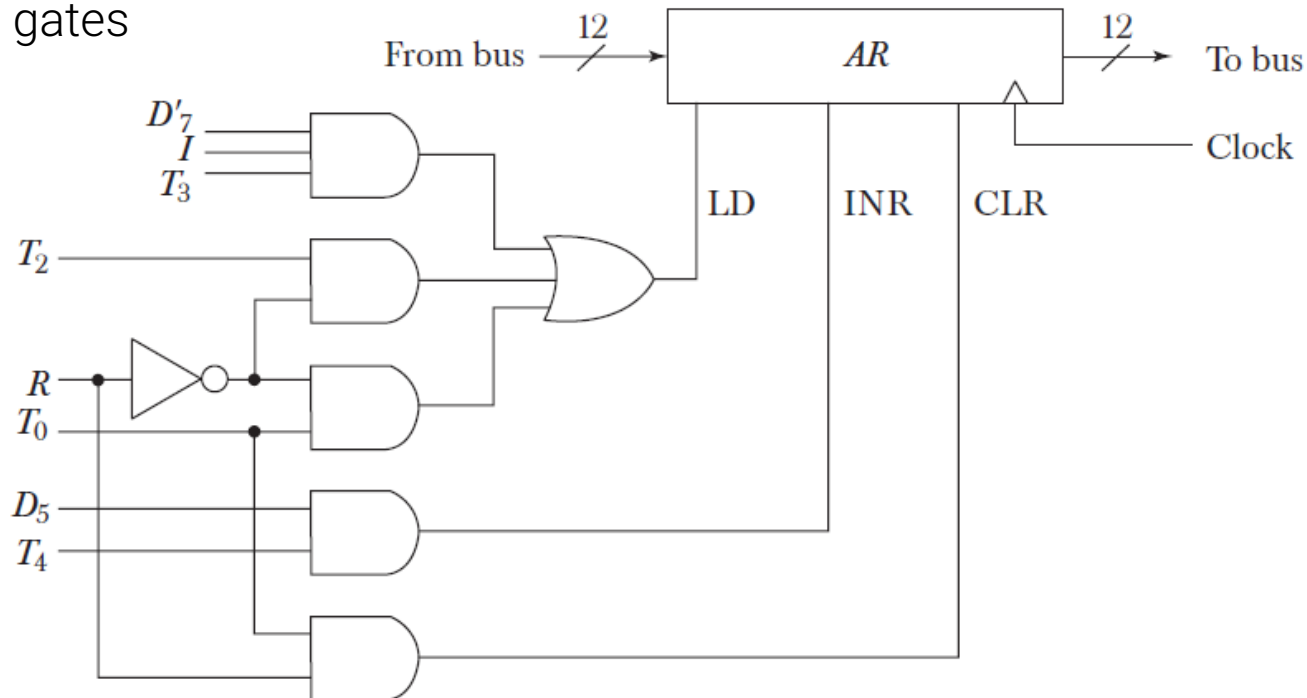 gates
12
12
From bus
AR
To bus
D'₇
I
T₃
Clock
LD
INR
CLR
T₂
R
T₀
D₅
T₄